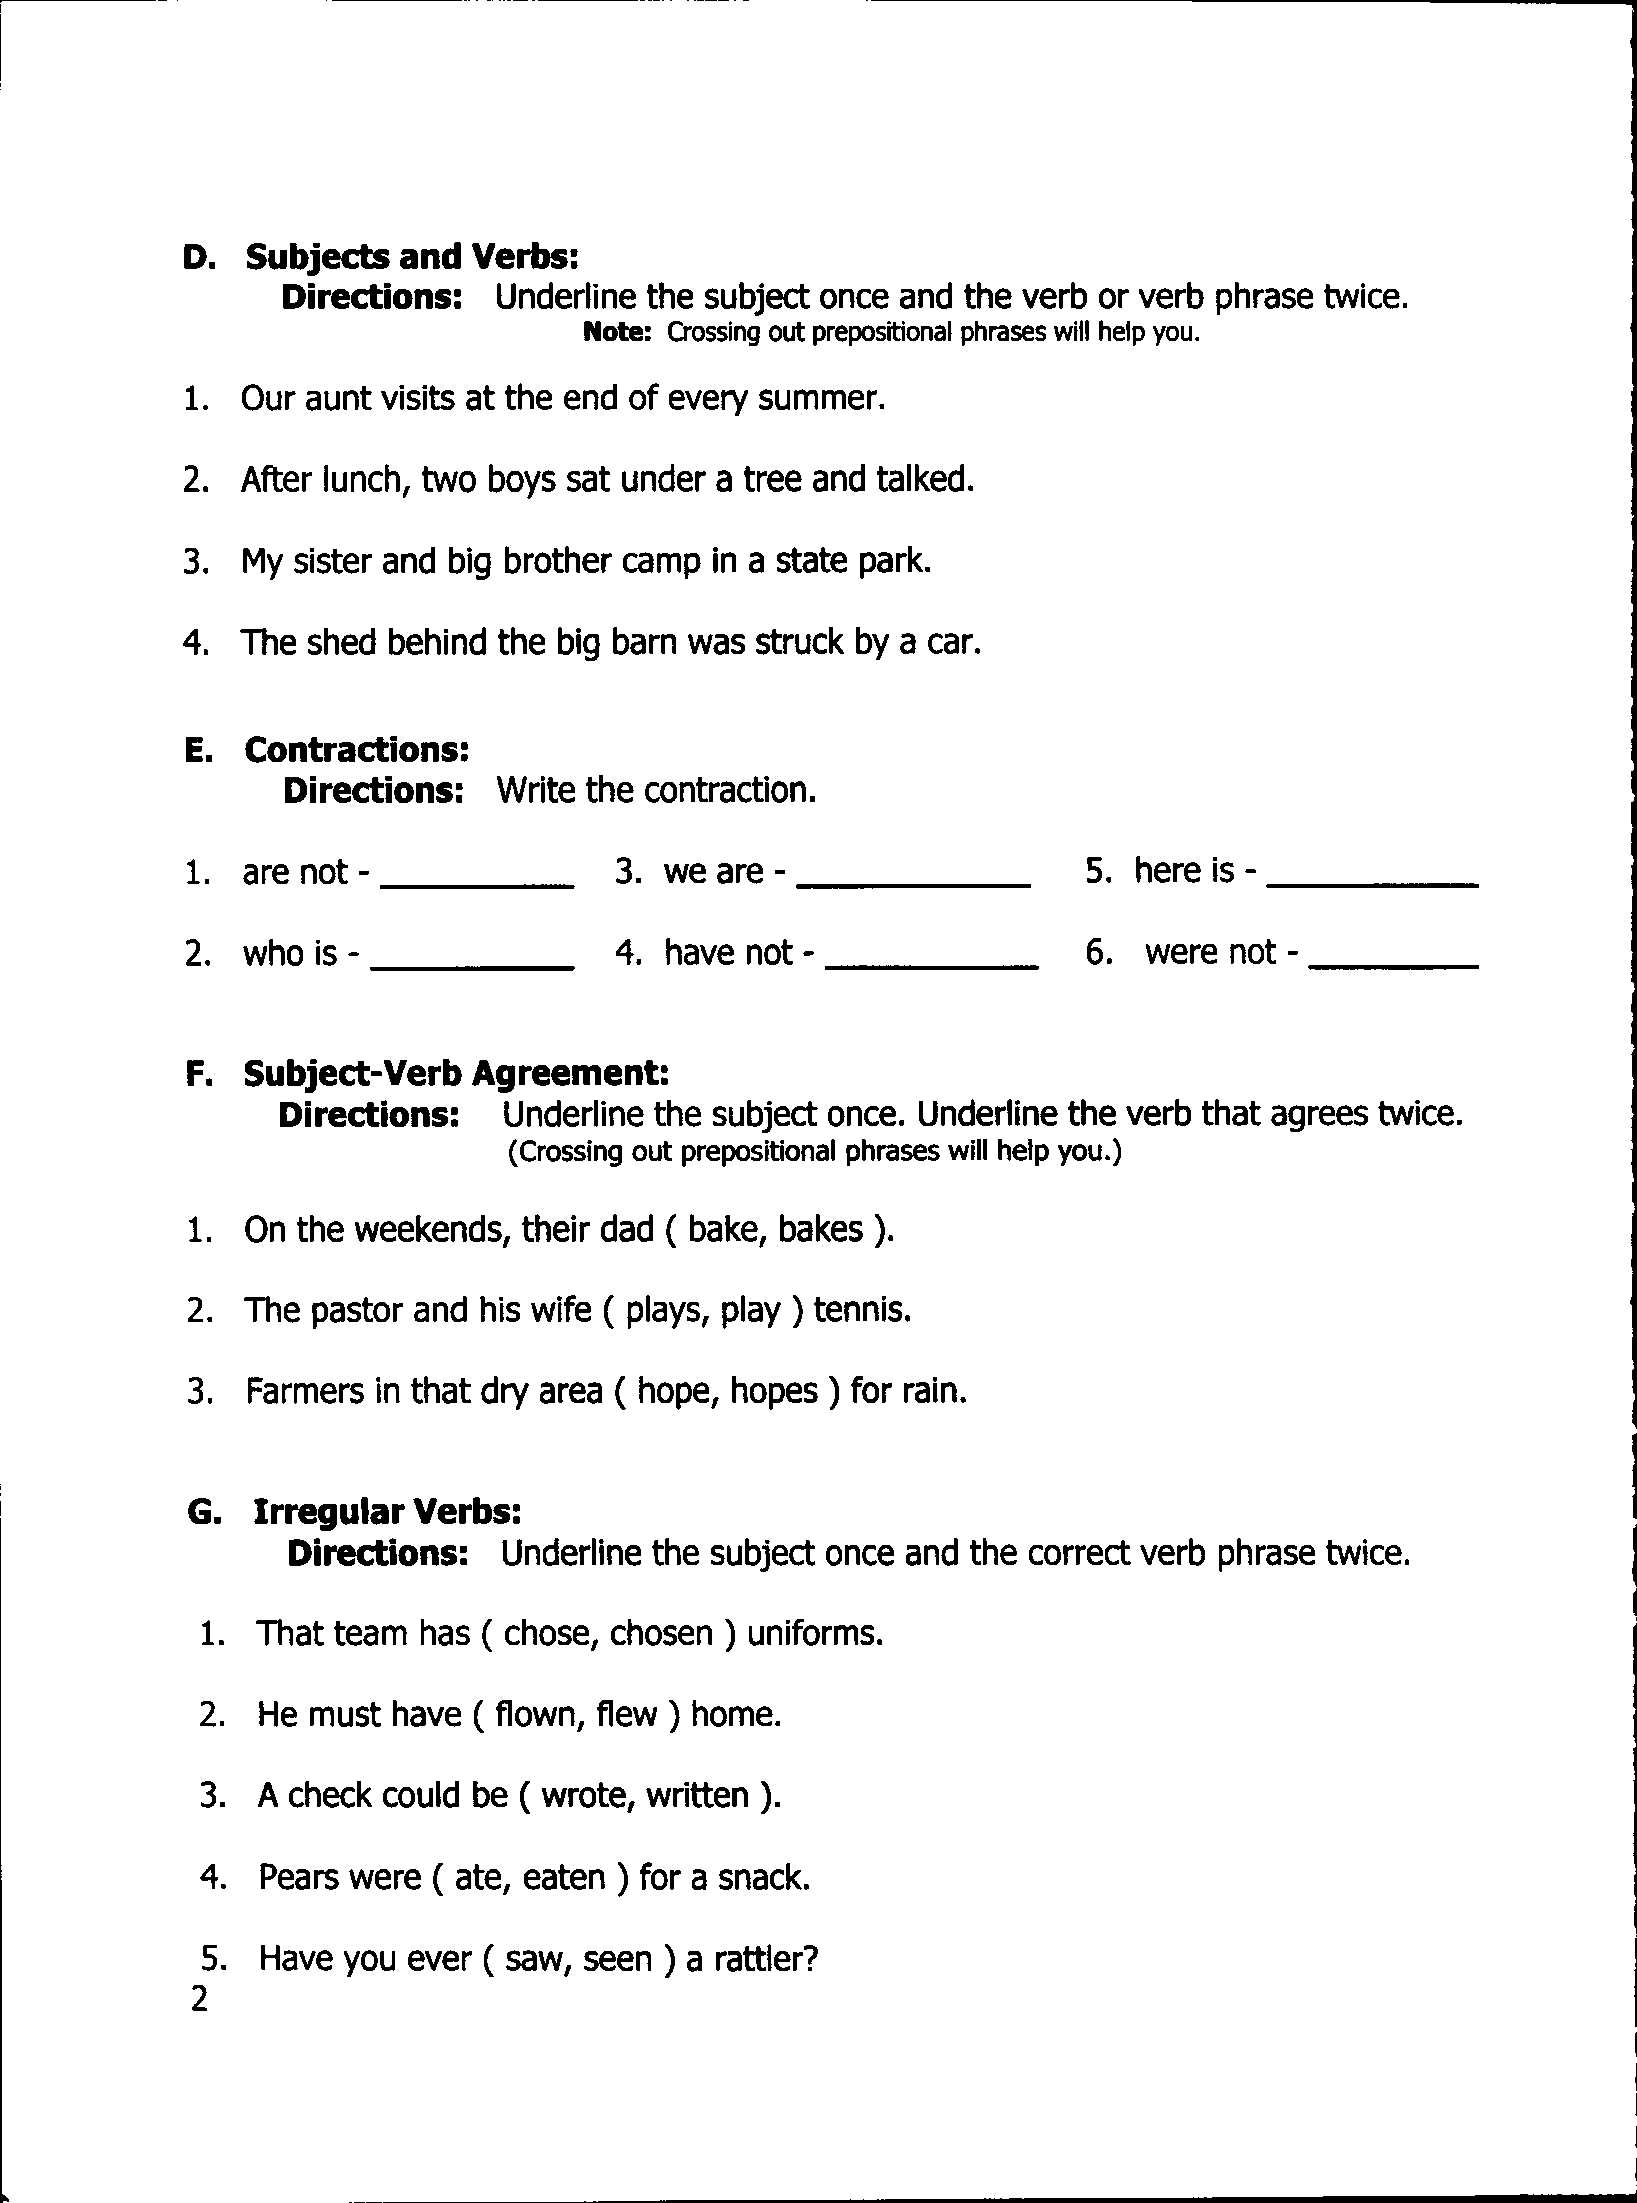 D. Subjects and Verbs:
Directions: Underline the subject once and the verb or verb phrase twice.
Note: Crossing out prepositional phrases will help you.
1. Our aunt visits at the end of every summer.
2. After lunch, two boys sat under a tree and talked.
3. My sister and big brother camp in a state park.
4. The shed behind the big barn was struck by a car.
E. Contractions:
Directions: Write the contraction.
1. are not - ____________ 3. we are - ____________ 5. here is - ____________
2. who is - ____________ 4. have not - ____________ 6. were not - ____________
F. Subject-Verb Agreement:
Directions: Underline the subject once. Underline the verb that agrees twice.
(Crossing out prepositional phrases will help you.)
1. On the weekends, their dad ( bake, bakes ).
2. The pastor and his wife ( plays, play ) tennis.
3. Farmers in that dry area ( hope, hopes ) for rain.
G. Irregular Verbs:
Directions: Underline the subject once and the correct verb phrase twice.
1. That team has ( chose, chosen ) uniforms.
2. He must have ( flown, flew ) home.
3. A check could be ( wrote, written ).
4. Pears were ( ate, eaten ) for a snack.
5. Have you ever ( saw, seen ) a rattler?
2